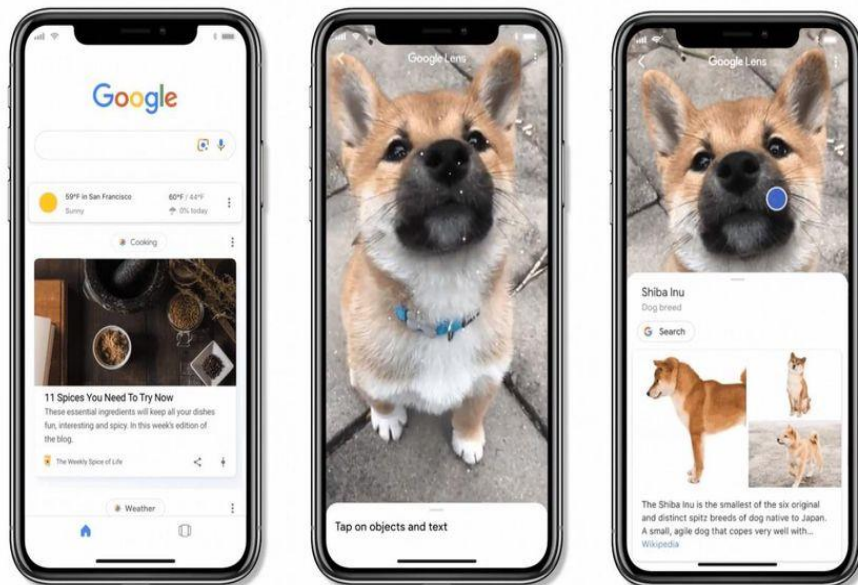 Google
59°F in San Francisco
60°F / 44°F
Sunny
0% today
Cooking
11 Spices You Need To Try Now
These essential ingredients will keep all your dishes
fun, interesting and spicy. In this week's edition of
the blog.
The Weekly Spice of Life
Weather
Google Lens
Tap on objects and text
Google Lens
Shiba Inu
Dog breed
G Search
The Shiba Inu is the smallest of the six original
and distinct spitz breeds of dog native to Japan.
A small, agile dog that copes very well with...
Wikipedia